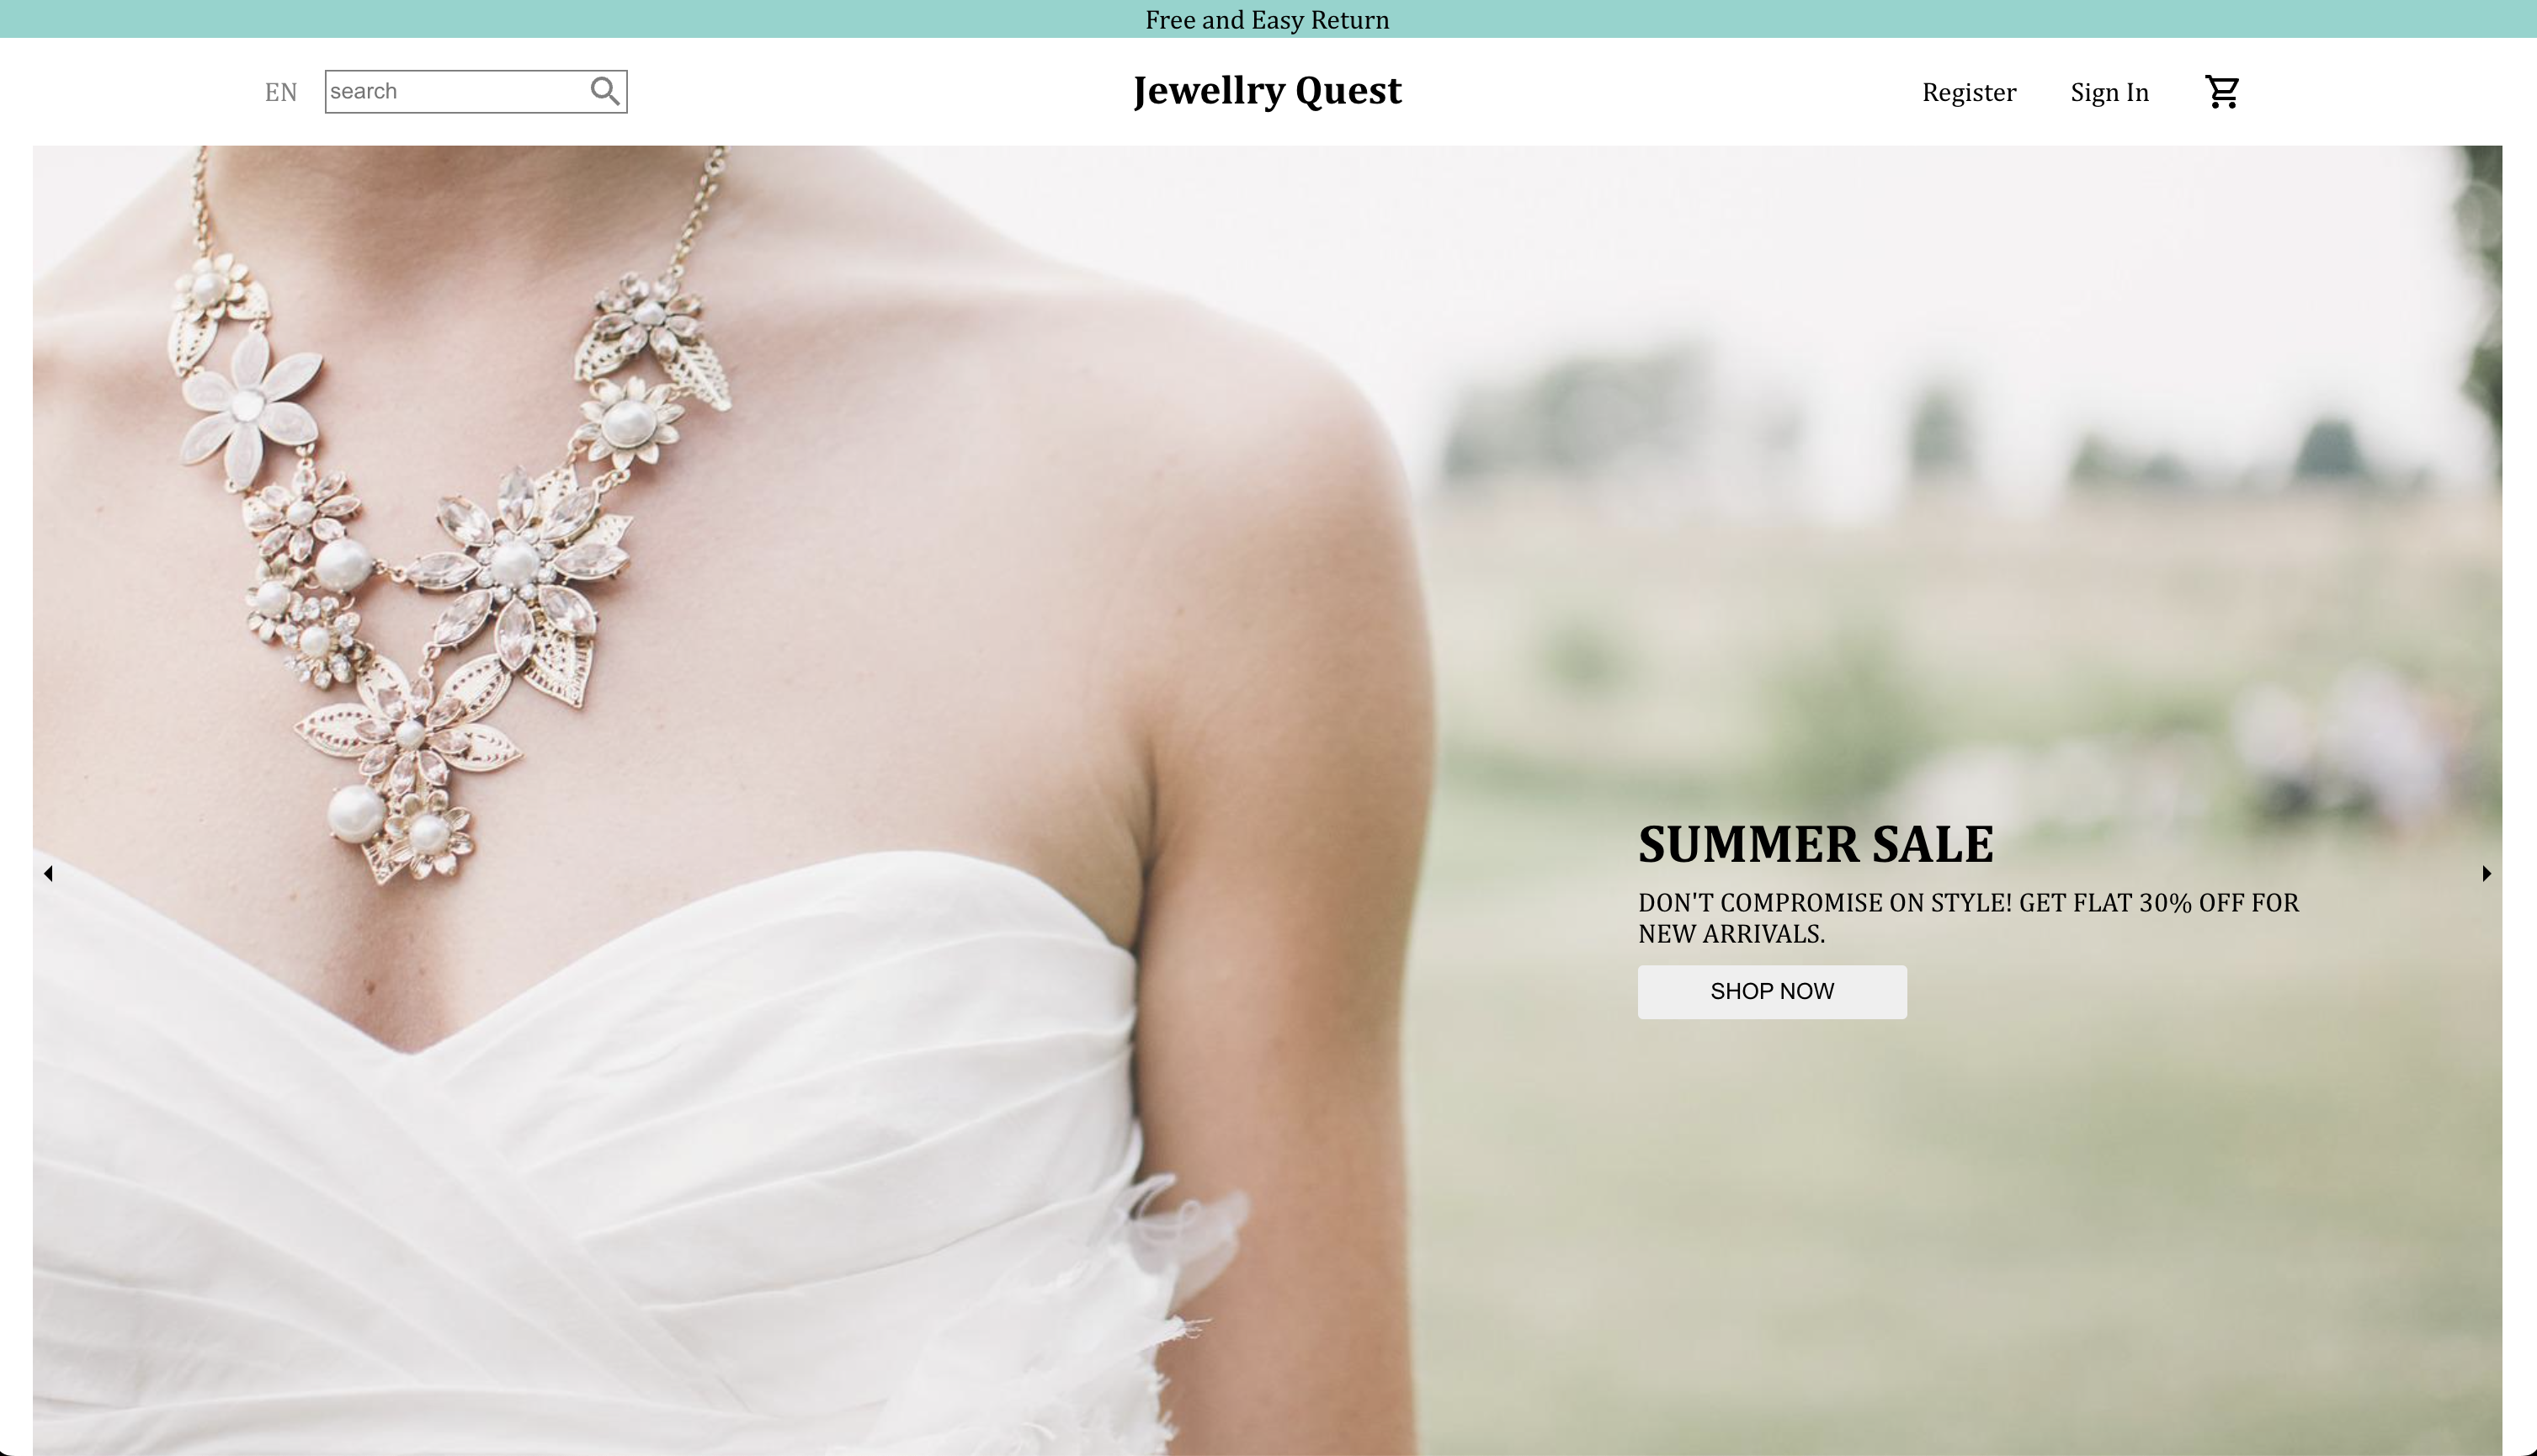 Free and Easy Return
EN
search
Jewellry Quest
Register
Sign In
SUMMER SALE
DON'T COMPROMISE ON STYLE! GET FLAT 30% OFF FOR
NEW ARRIVALS.
SHOP NOW